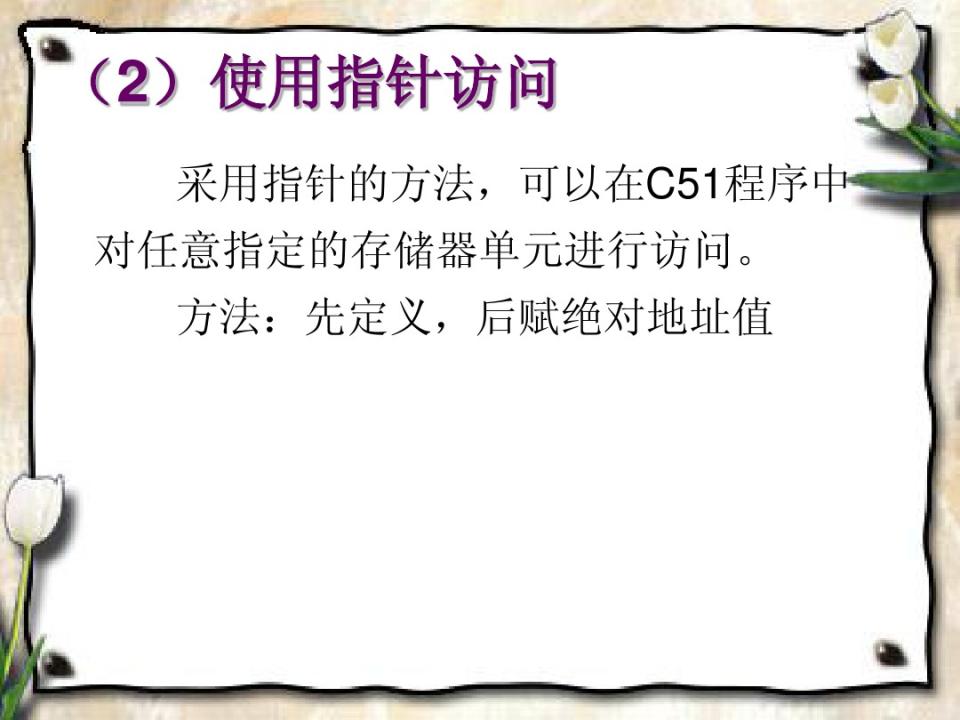 （2）使用指针访问
采用指针的方法，可以在C51程序中
对任意指定的存储器单元进行访问。
方法：先定义，后赋绝对地址值